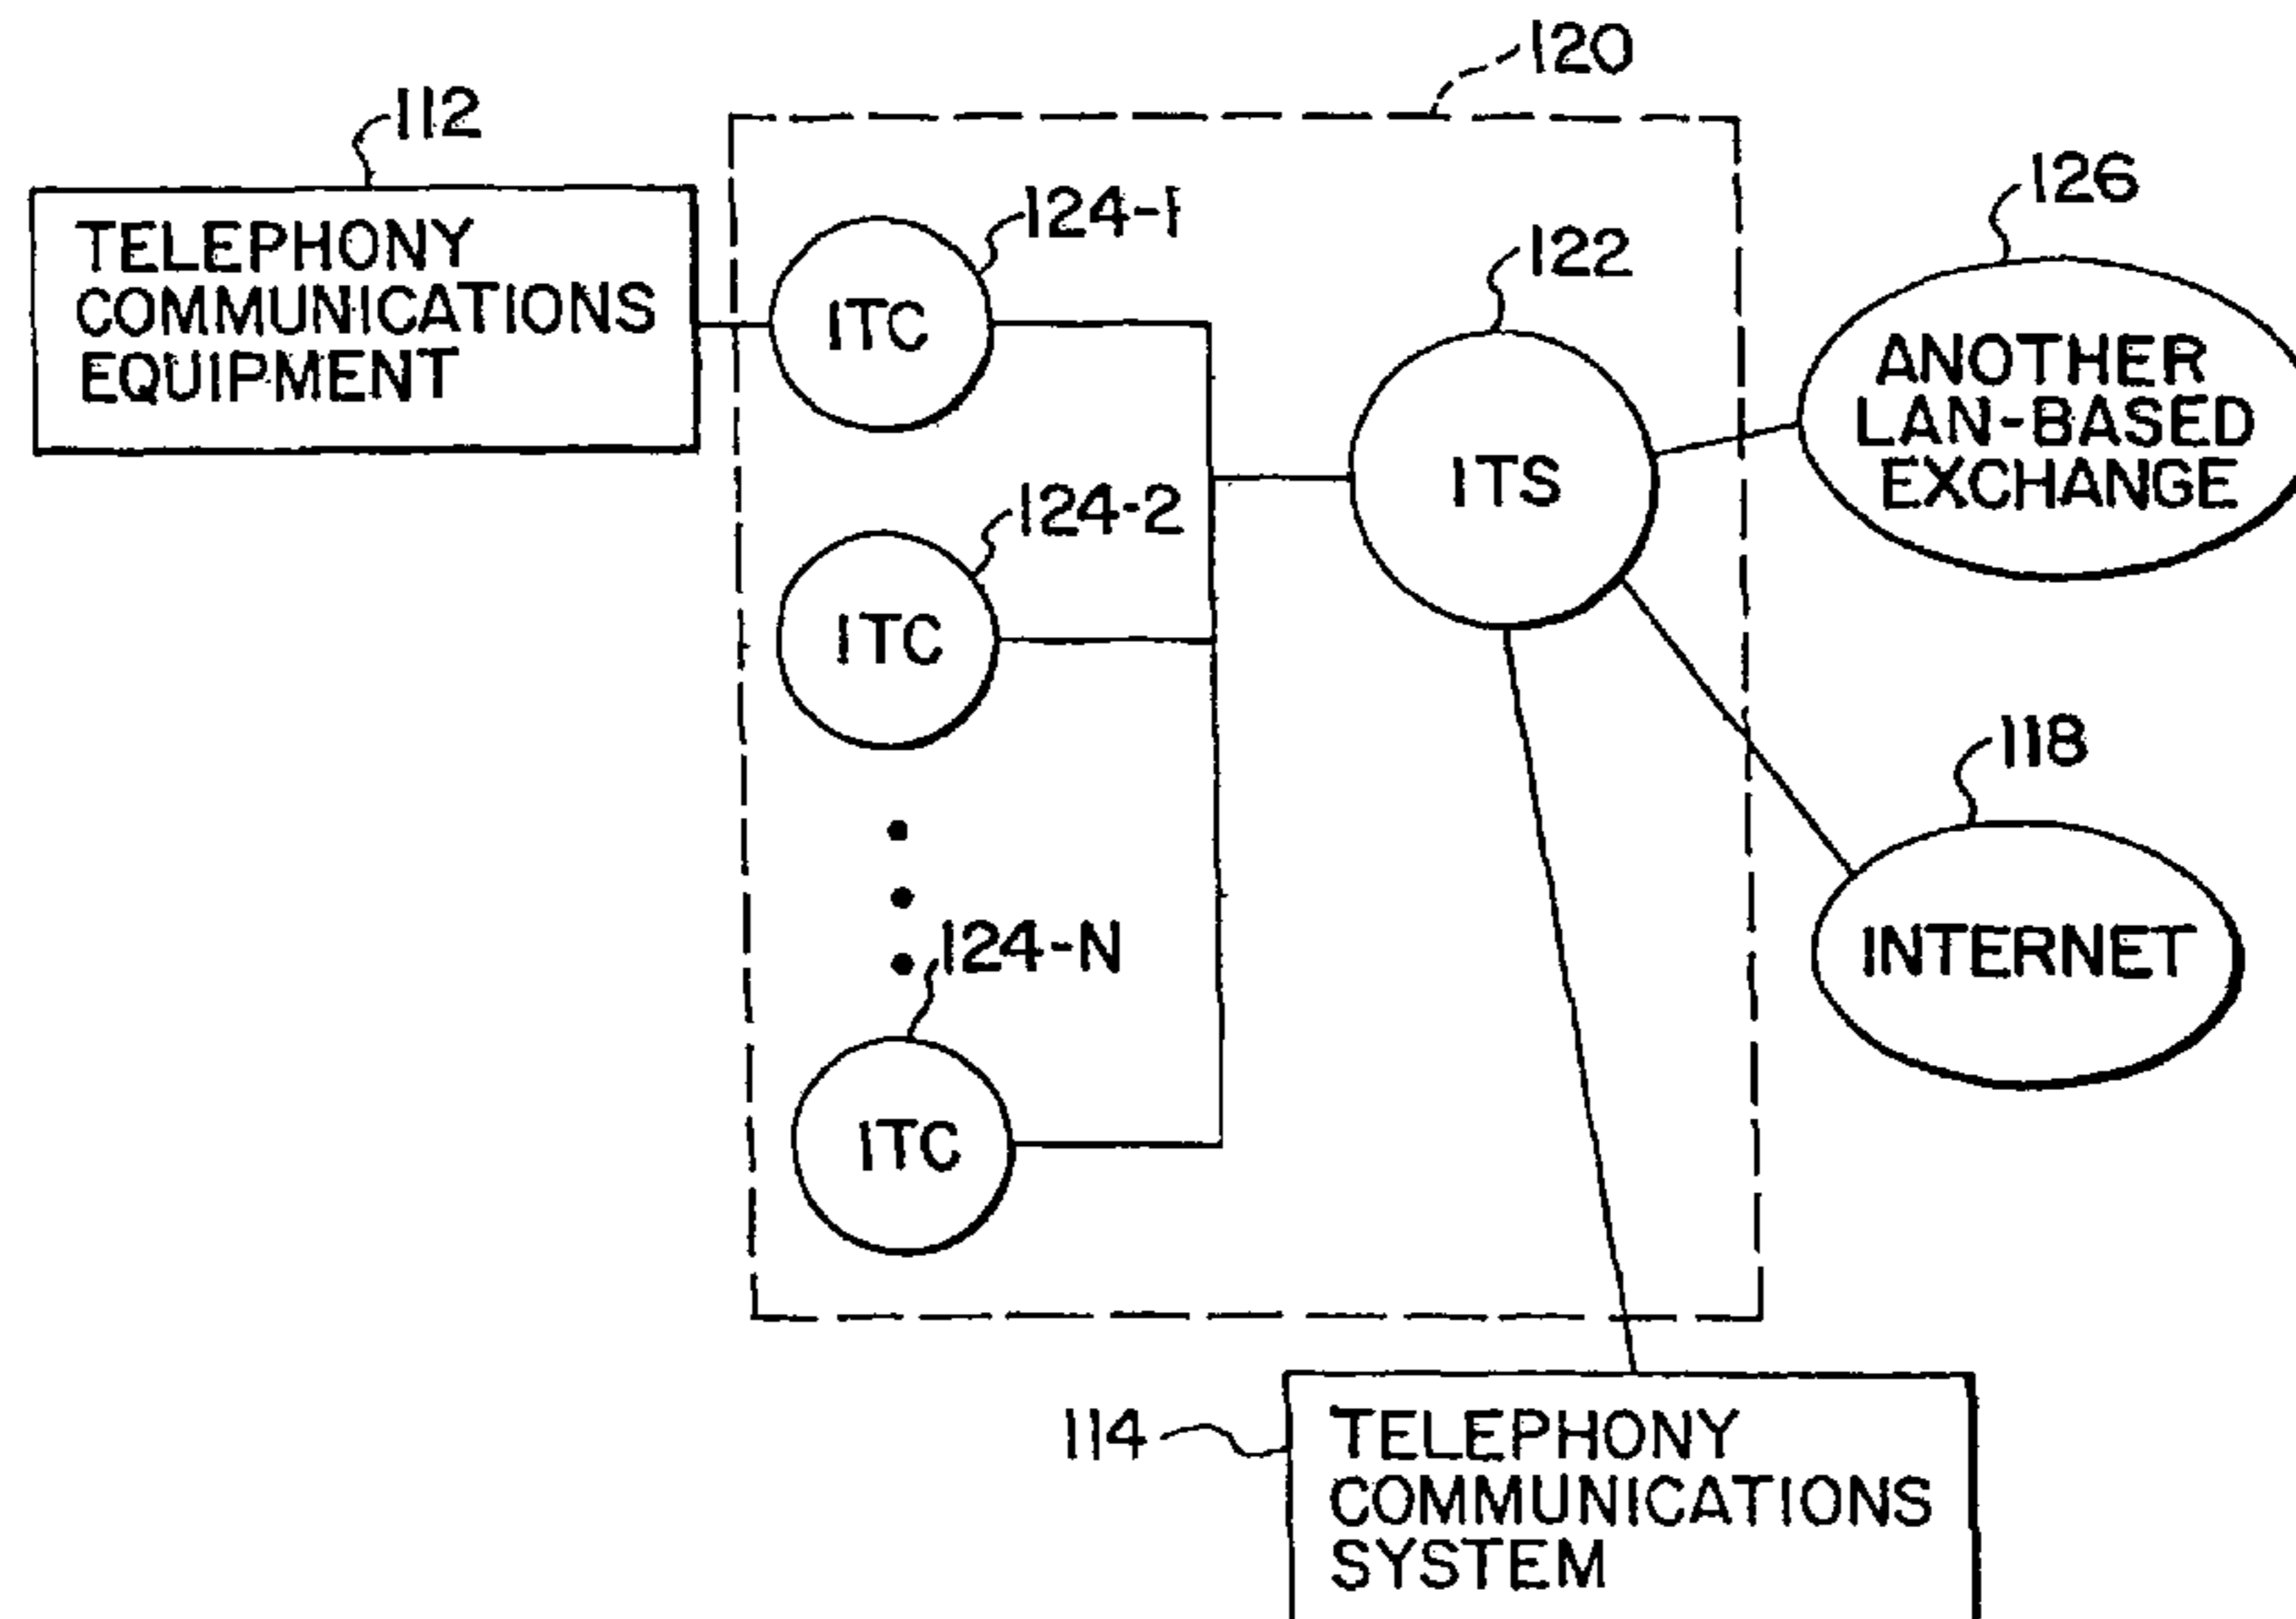 120
112
126
124-1
TELEPHONY
COMMUNICATIONS
EQUIPMENT
122
ITC
ANOTHER
LAN-BASED
EXCHANGE
ITS
124-2
ITC
118
124-N
INTERNET
ITC
114
TELEPHONY
COMMUNICATIONS
SYSTEM